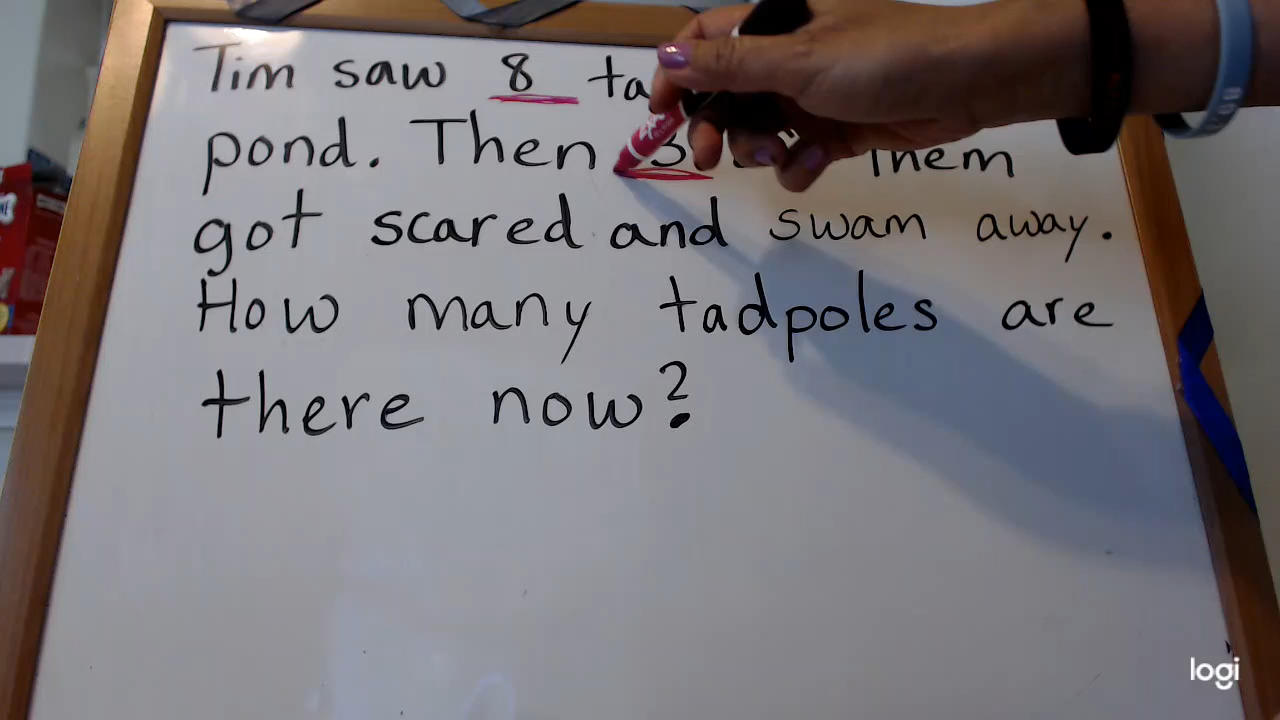 Tim saw 8 ta
pond. Then 3 them
got scared and swam away.
How many tadpoles are
there now?
logi